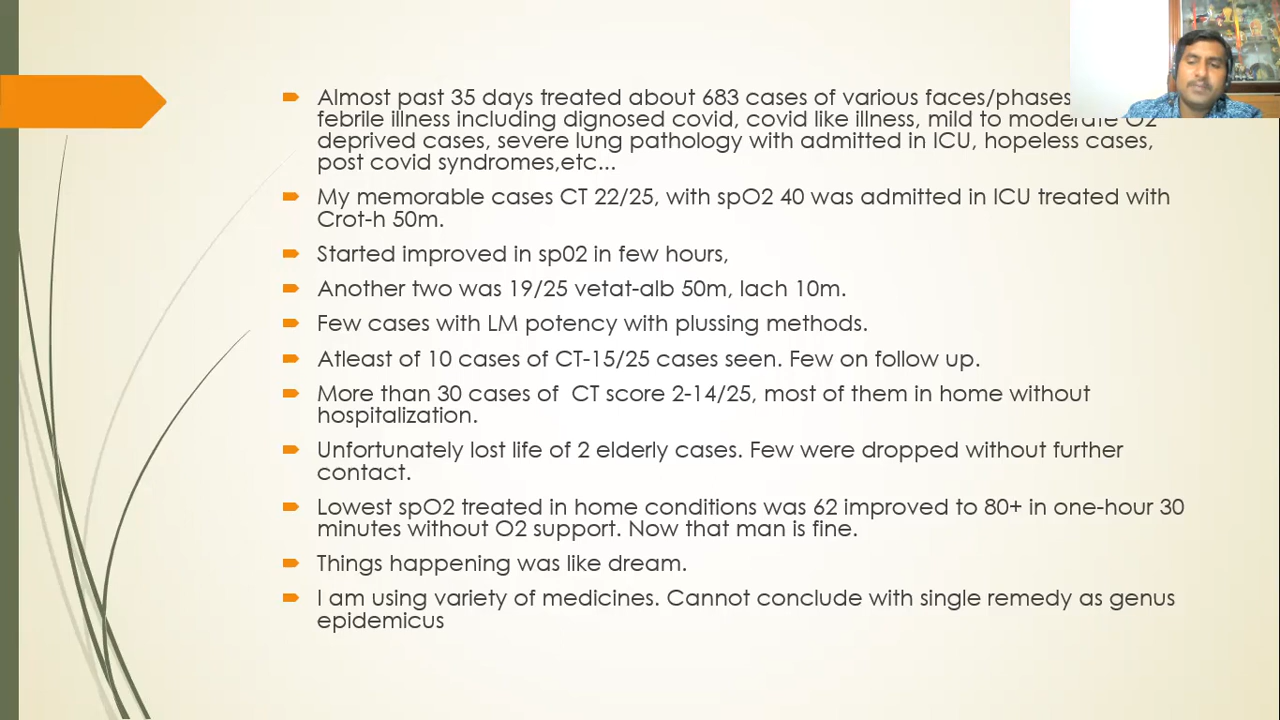 Almost past 35 days treated about 683 cases of various faces/phases
febrile illness including dignosed covid, covid like illness, mild to moderate O2
deprived cases, severe lung pathology with admitted in ICU, hopeless cases,
post covid syndromes,etc...
My memorable cases CT 22/25, with spO2 40 was admitted in ICU treated with
Crot-h 50m.
Started improved in sp02 in few hours,
Another two was 19/25 vetat-alb 50m, lach 10m.
Few cases with LM potency with plussing methods.
Atleast of 10 cases of CT-15/25 cases seen. Few on follow up.
More than 30 cases of  CT score 2-14/25, most of them in home without
hospitalization.
Unfortunately lost life of 2 elderly cases. Few were dropped without further
contact.
Lowest spO2 treated in home conditions was 62 improved to 80+ in one-hour 30
minutes without O2 support. Now that man is fine.
Things happening was like dream.
I am using variety of medicines. Cannot conclude with single remedy as genus
epidemicus